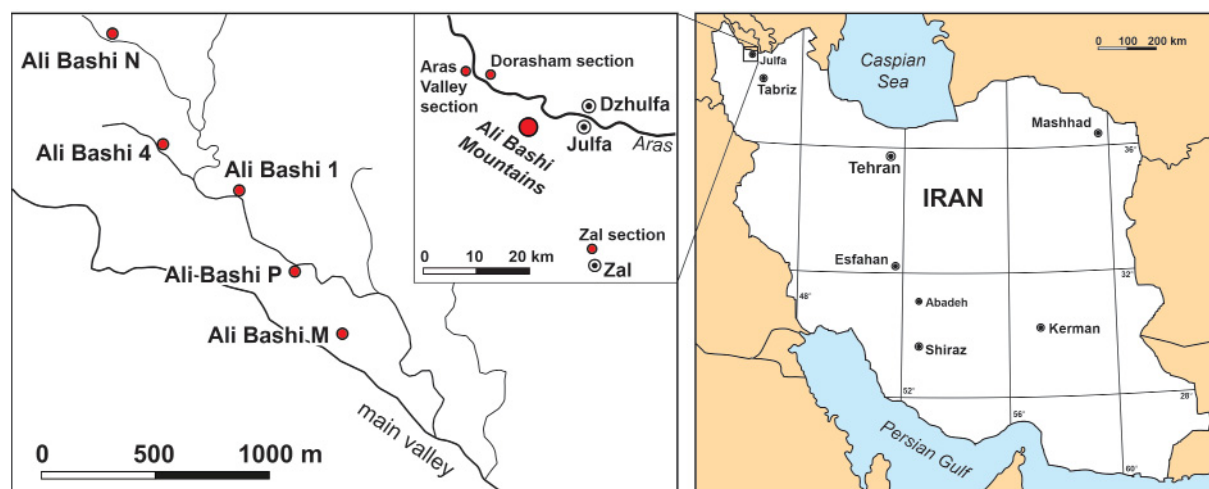 Ali Bashi N
Ali Bashi 4
Ali Bashi 1
Ali-Bashi P
Ali Bashi M
main valley
0 500 1000 m
Aras
Valley
section
Dorasham section
Dzhulfa
Julfa
Aras
Ali Bashi
Mountains
Zal section
Zal
0 10 20 km
Caspian
Sea
0 100 200 km
Julfa
Tabriz
Mashhad
36°
Tehran
IRAN
Esfahan
32°
48°
Abadeh
Kerman
Shiraz
52°
28°
56°
Persian Gulf
60°